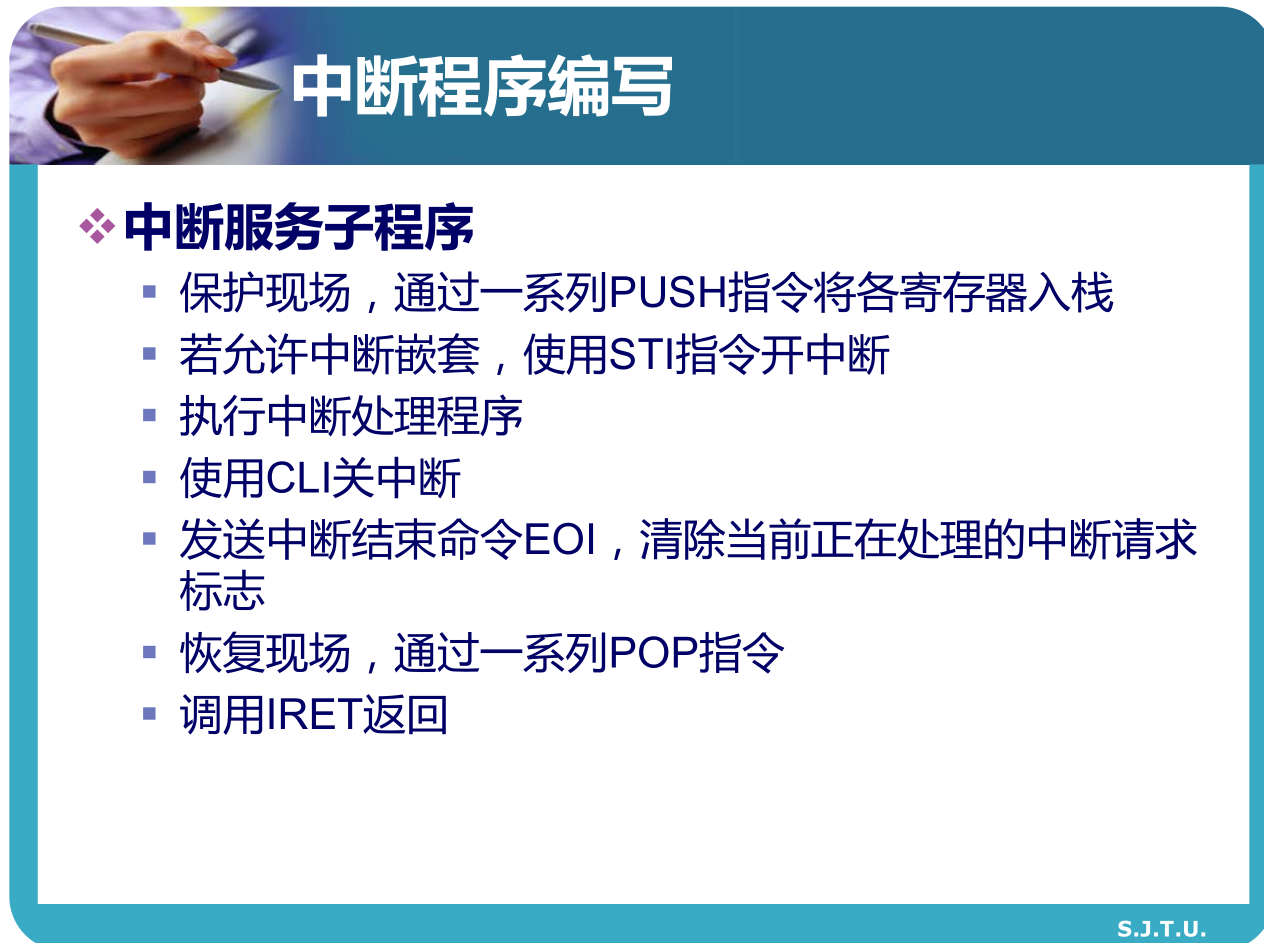 中断程序编写
中断服务子程序
保护现场，通过一系列PUSH指令将各寄存器入栈
若允许中断嵌套，使用STI指令开中断
执行中断处理程序
使用CLI关中断
发送中断结束命令EOI，清除当前正在处理的中断请求
标志
恢复现场，通过一系列POP指令
调用IRET返回
S.J.T.U.